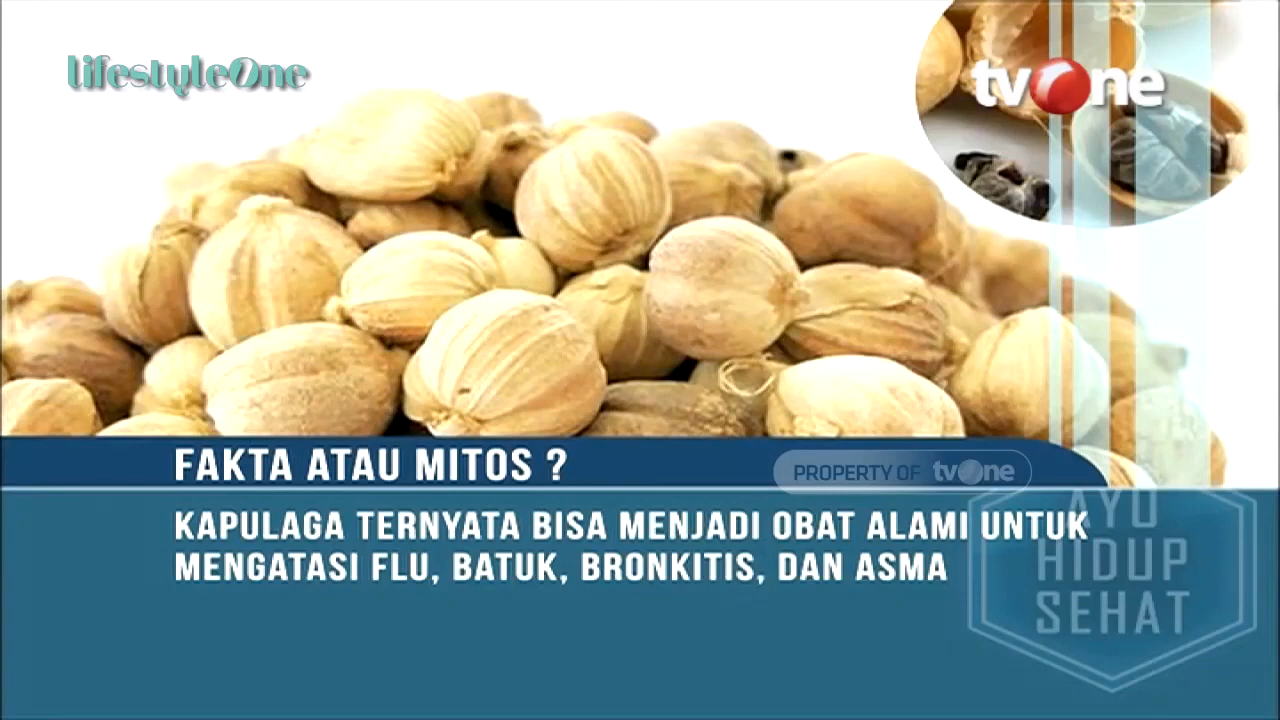 lifestyleOne
tvOne
FAKTA ATAU MITOS ?
PROPERTY OF tvOne
KAPULAGA TERNYATA BISA MENJADI OBAT ALAMI UNTUK
MENGATASI FLU, BATUK, BRONKITIS, DAN ASMA
AYO
HIDUP
SEHAT